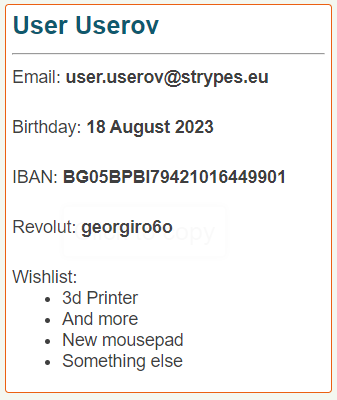 User Userov
Email: user.userov@strypes.eu
Birthday: 18 August 2023
IBAN: BG05BPBI79421016449901
Revolut: georgiro6o
Wishlist:
• 3d Printer
• And more
• New mousepad
• Something else